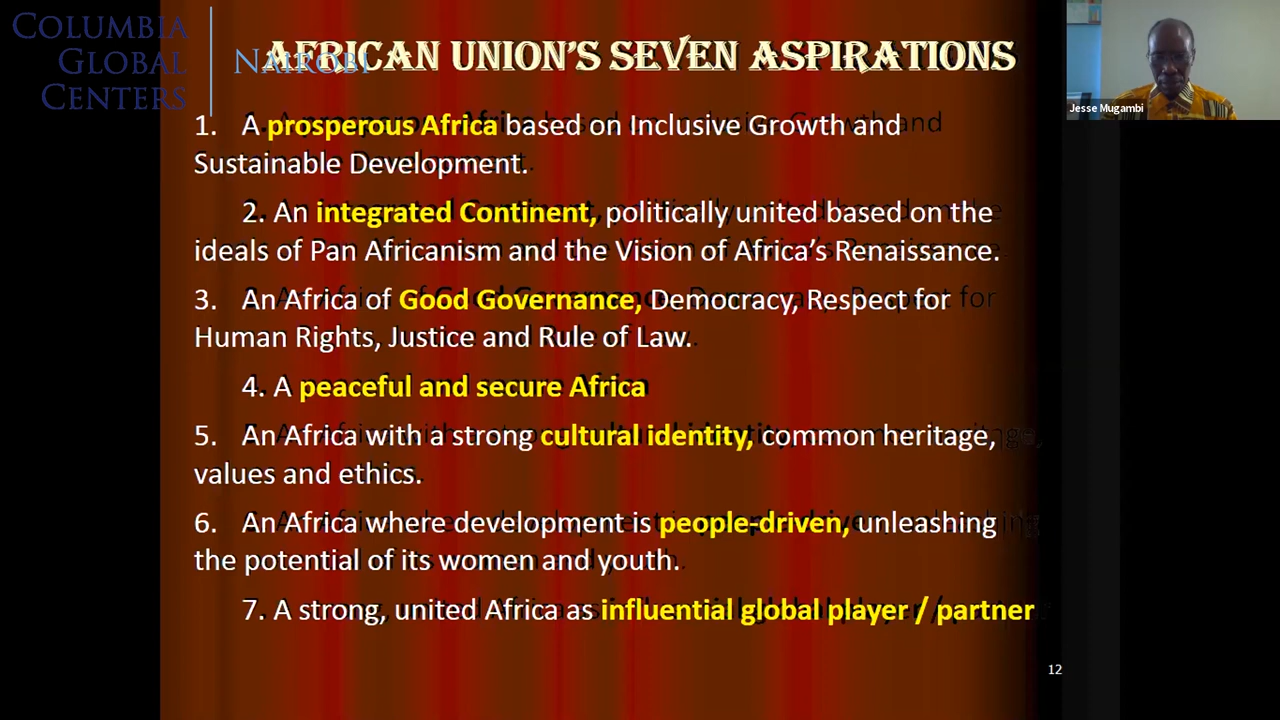 COLUMBIA
GLOBAL
CENTERS
NAIROBI
AFRICAN UNION'S SEVEN ASPIRATIONS
Jesse Mugambi
1. A prosperous Africa based on Inclusive Growth and
Sustainable Development.
2. An integrated Continent, politically united based on the
ideals of Pan Africanism and the Vision of Africa's Renaissance.
3. An Africa of Good Governance, Democracy, Respect for
Human Rights, Justice and Rule of Law.
4. A peaceful and secure Africa
5. An Africa with a strong cultural identity, common heritage,
values and ethics.
6. An Africa where development is people-driven, unleashing
the potential of its women and youth.
7. A strong, united Africa as influential global player / partner
12